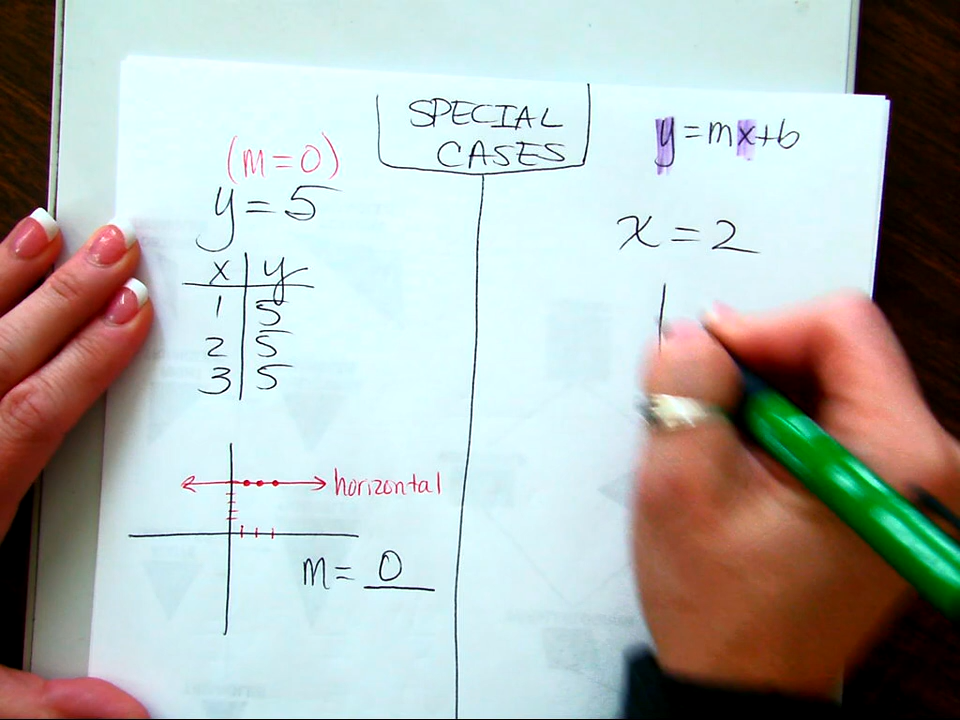 SPECIAL
CASES
(m=0)
y=5
x y
1 5
2 5
3 5
horizontal
m= 0
y=mx+b
x=2